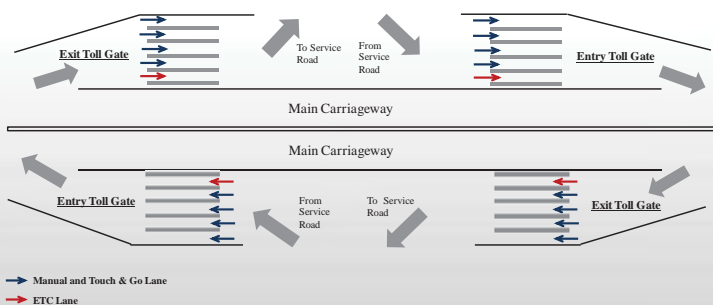 Exit Toll Gate
To Service
Road
From
Service
Road
Entry Toll Gate
Main Carriageway
Main Carriageway
Entry Toll Gate
From
Service
Road
To Service
Road
Exit Toll Gate
Manual and Touch & Go Lane
ETC Lane